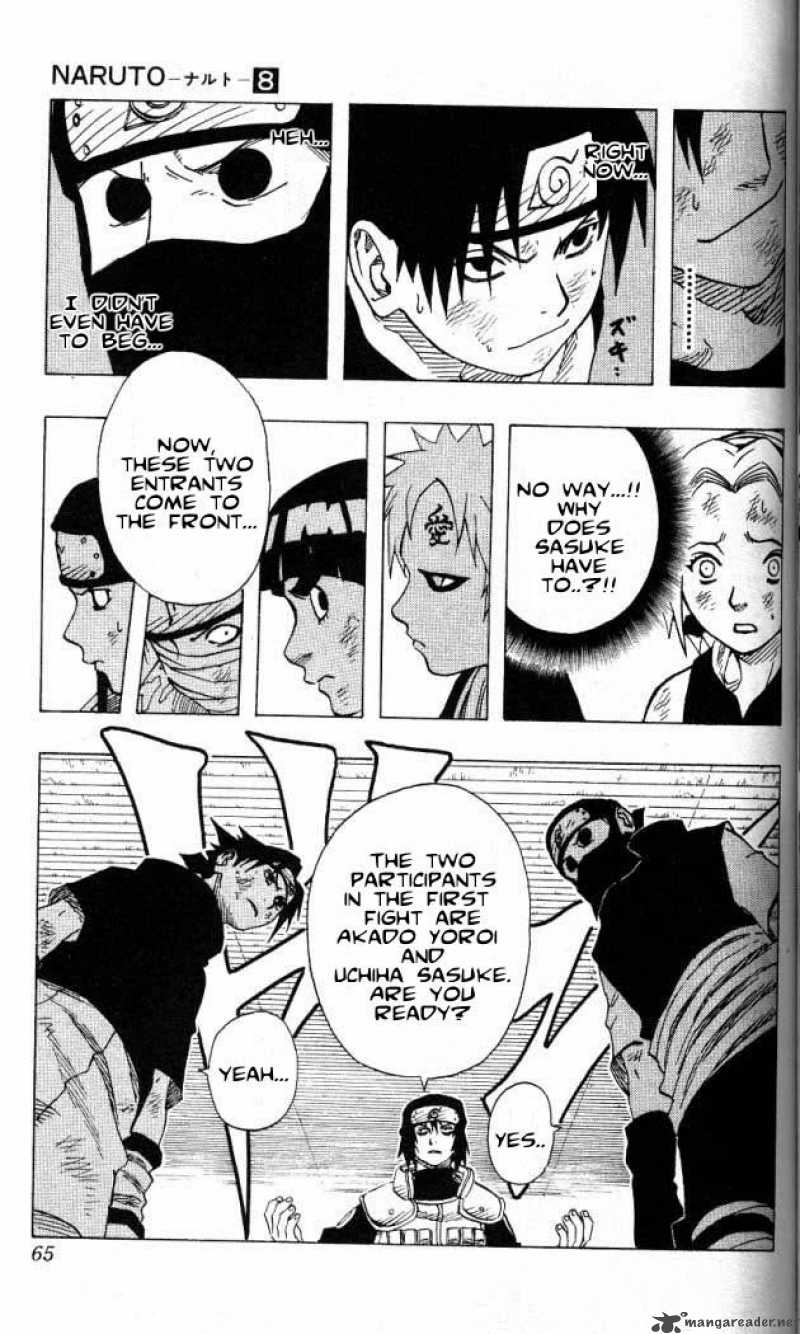 NARUTO—ナルト—8
HEH...
I DIDN'T
EVEN HAVE
TO BEG...
RIGHT
NOW...
ズキ
NOW,
THESE TWO
ENTRANTS
COME TO
THE FRONT...
愛
NO WAY...!!
WHY
DOES
SASUKE
HAVE
TO..?!!
THE TWO
PARTICIPANTS
IN THE FIRST
FIGHT ARE
AKADO YOROI
AND
UCHIHA SASUKE.
ARE YOU
READY?
YEAH...
YES..
65
mangareader.net